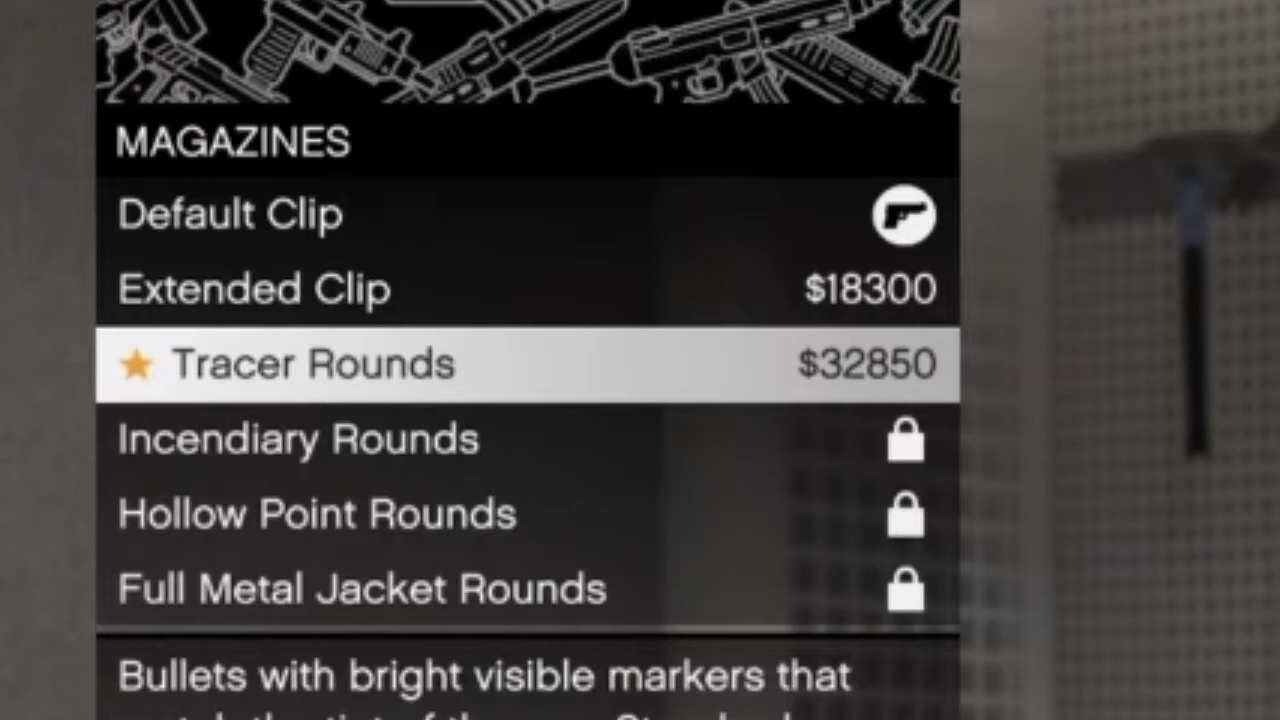 MAGAZINES
Default Clip
Extended Clip $18300
Tracer Rounds $32850
Incendiary Rounds
Hollow Point Rounds
Full Metal Jacket Rounds
Bullets with bright visible markers that